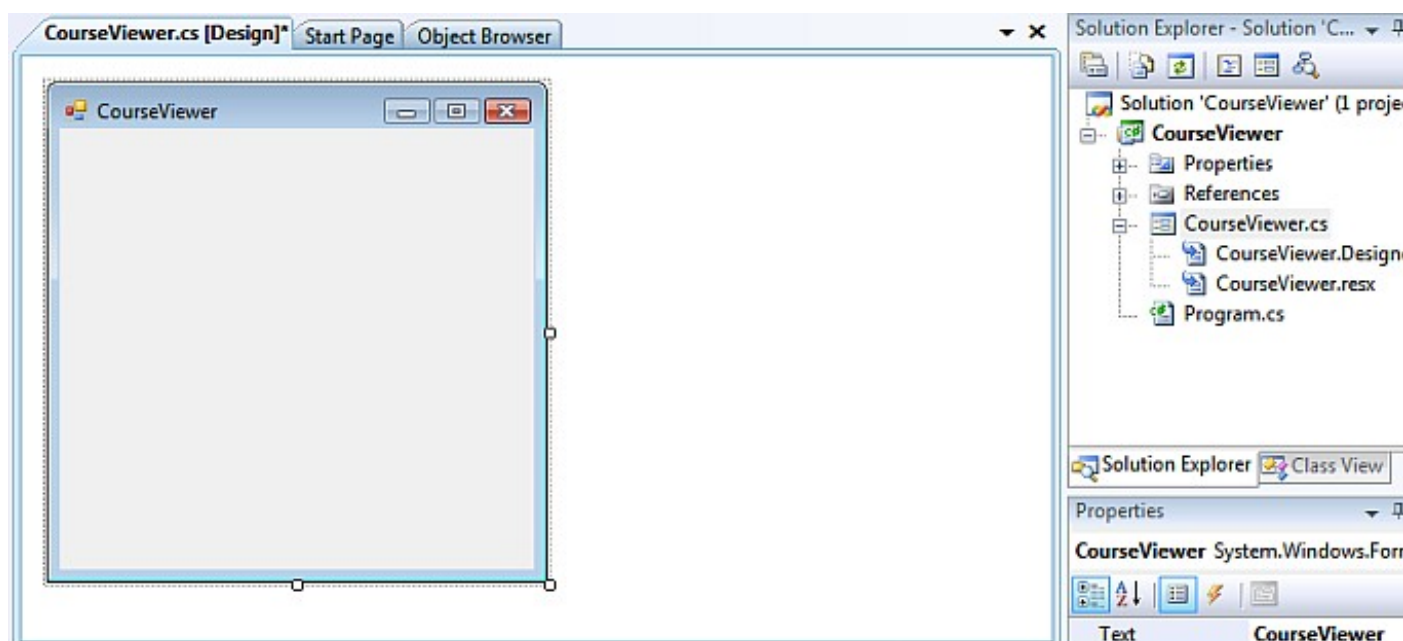 CourseViewer.cs [Design]* Start Page Object Browser
CourseViewer
Solution Explorer - Solution 'C...
Solution 'CourseViewer' (1 proje
CourseViewer
Properties
References
CourseViewer.cs
CourseViewer.Designe
CourseViewer.resx
Program.cs
Solution Explorer Class View
Properties
CourseViewer System.Windows.Forr
Text CourseViewer